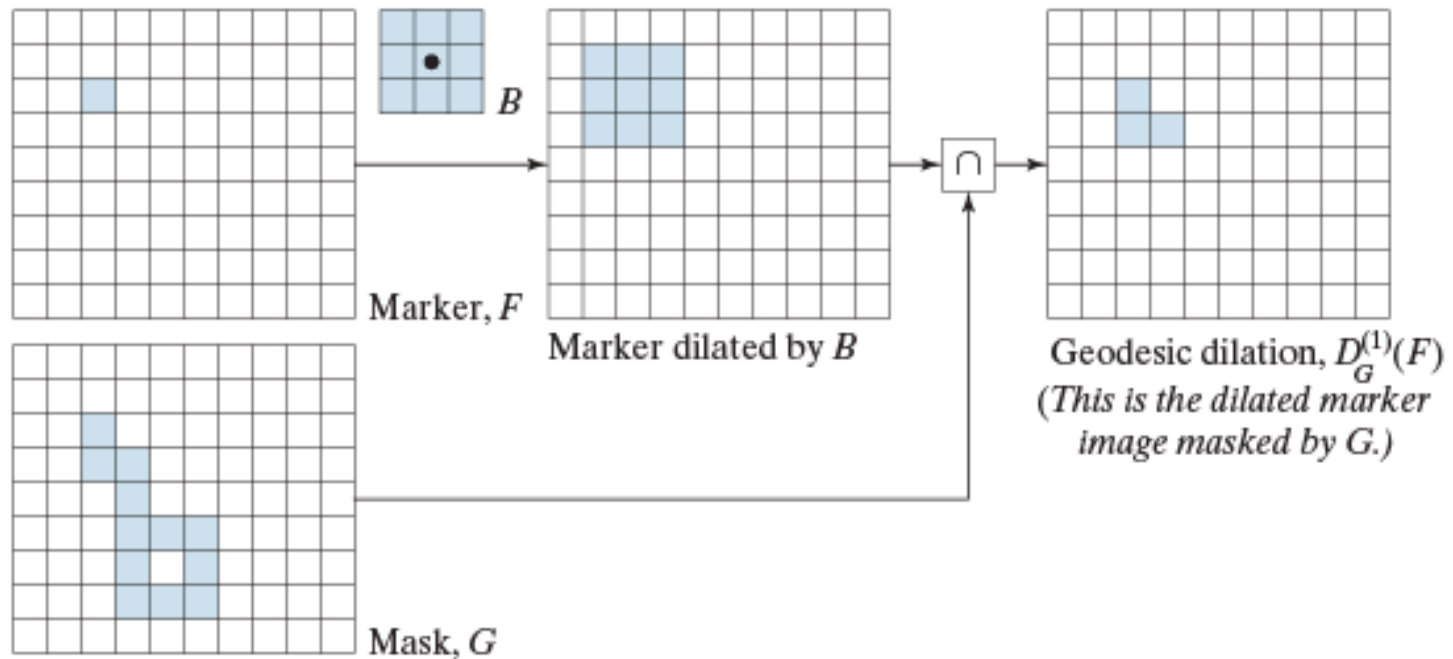 B
Marker, F
Marker dilated by B
∩
Geodesic dilation, D_G^{(1)}(F)
(This is the dilated marker
image masked by G.)
Mask, G